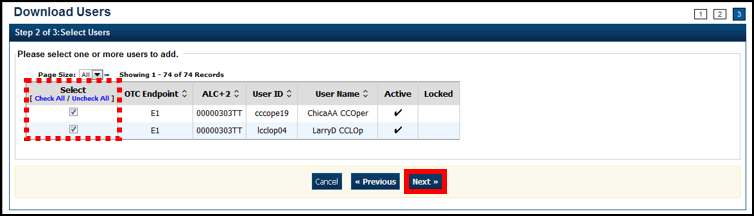 Download Users
1 2 3
Step 2 of 3:Select Users
Please select one or more users to add.
Page Size: All Showing 1 - 74 of 74 Records
Select OTC Endpoint ALC+2 User ID User Name Active Locked
[ Check All / Uncheck All ]
E1 00000303TT cccope19 ChicaAA CCOper ✔
E1 00000303TT lcclop04 LarryD CCLOp ✔
Cancel « Previous Next »